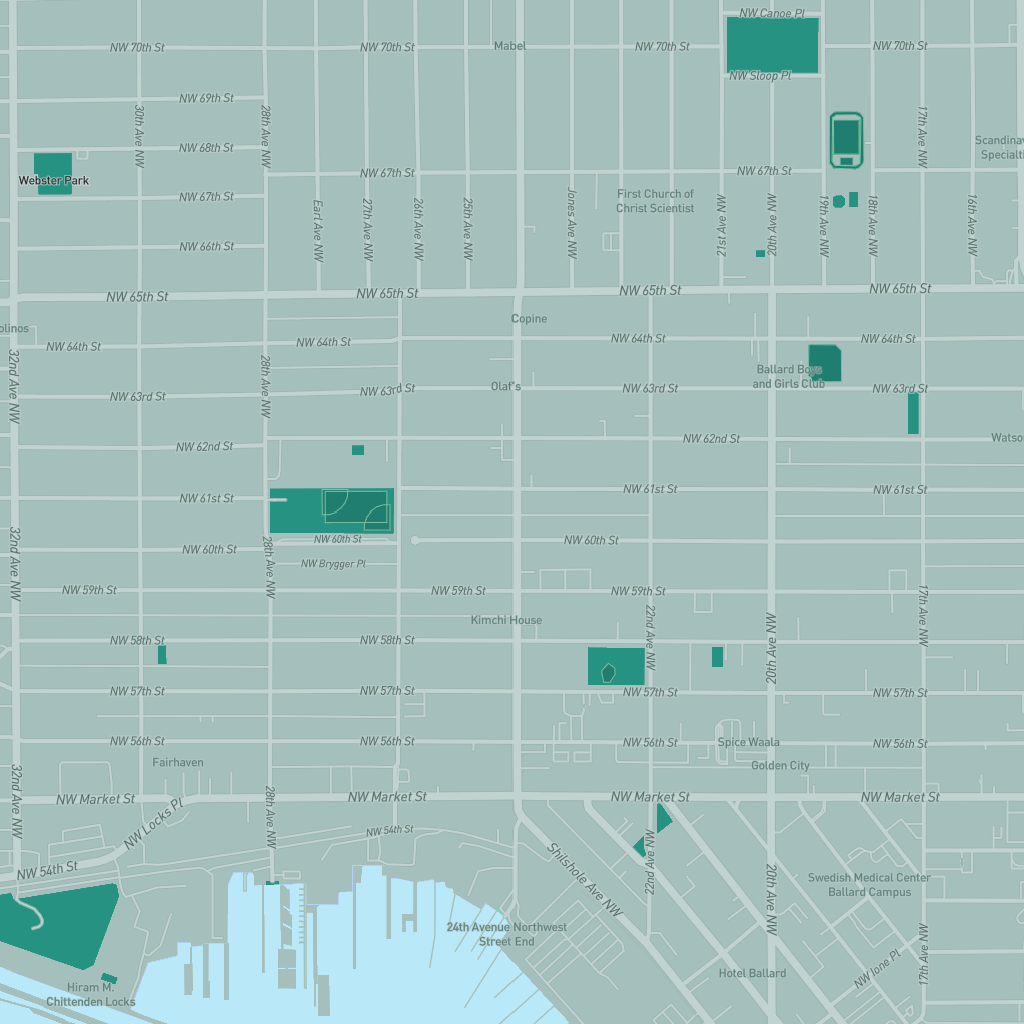 NW Canoe Pl
NW 70th St
NW 70th St
Mabel
NW 70th St
NW 70th St
NW Sloop Pl
NW 69th St
30th Ave NW
28th Ave NW
17th Ave NW
NW 68th St
Scandinav
Specialti
Webster Park
NW 67th St
NW 67th St
NW 67th St
First Church of
Christ Scientist
Earl Ave NW
27th Ave NW
26th Ave NW
25th Ave NW
Jones Ave NW
21st Ave NW
20th Ave NW
19th Ave NW
18th Ave NW
16th Ave NW
NW 66th St
NW 65th St
NW 65th St
NW 65th St
NW 65th St
Copine
olinos
NW 64th St
NW 64th St
NW 64th St
NW 64th St
32nd Ave NW
28th Ave NW
Ballard Boys
and Girls Club
NW 63rd St
NW 63rd St
Olaf's
NW 63rd St
NW 63rd St
NW 62nd St
NW 62nd St
Watso
NW 61st St
NW 61st St
NW 61st St
32nd Ave NW
28th Ave NW
NW 60th St
NW 60th St
NW 60th St
NW Brygger Pl
NW 59th St
NW 59th St
NW 59th St
17th Ave NW
Kimchi House
22nd Ave NW
20th Ave NW
NW 58th St
NW 58th St
NW 57th St
NW 57th St
NW 57th St
NW 57th St
NW 56th St
NW 56th St
NW 56th St
Spice Waala
NW 56th St
Fairhaven
Golden City
32nd Ave NW
28th Ave NW
NW Market St
NW Market St
NW Market St
NW Market St
NW Locks Pl
NW 54th St
NW 54th St
Shilshole Ave NW
22nd Ave NW
20th Ave NW
Swedish Medical Center
Ballard Campus
24th Avenue Northwest
Street End
17th Ave NW
NW Ione Pl
Hotel Ballard
Hiram M.
Chittenden Locks